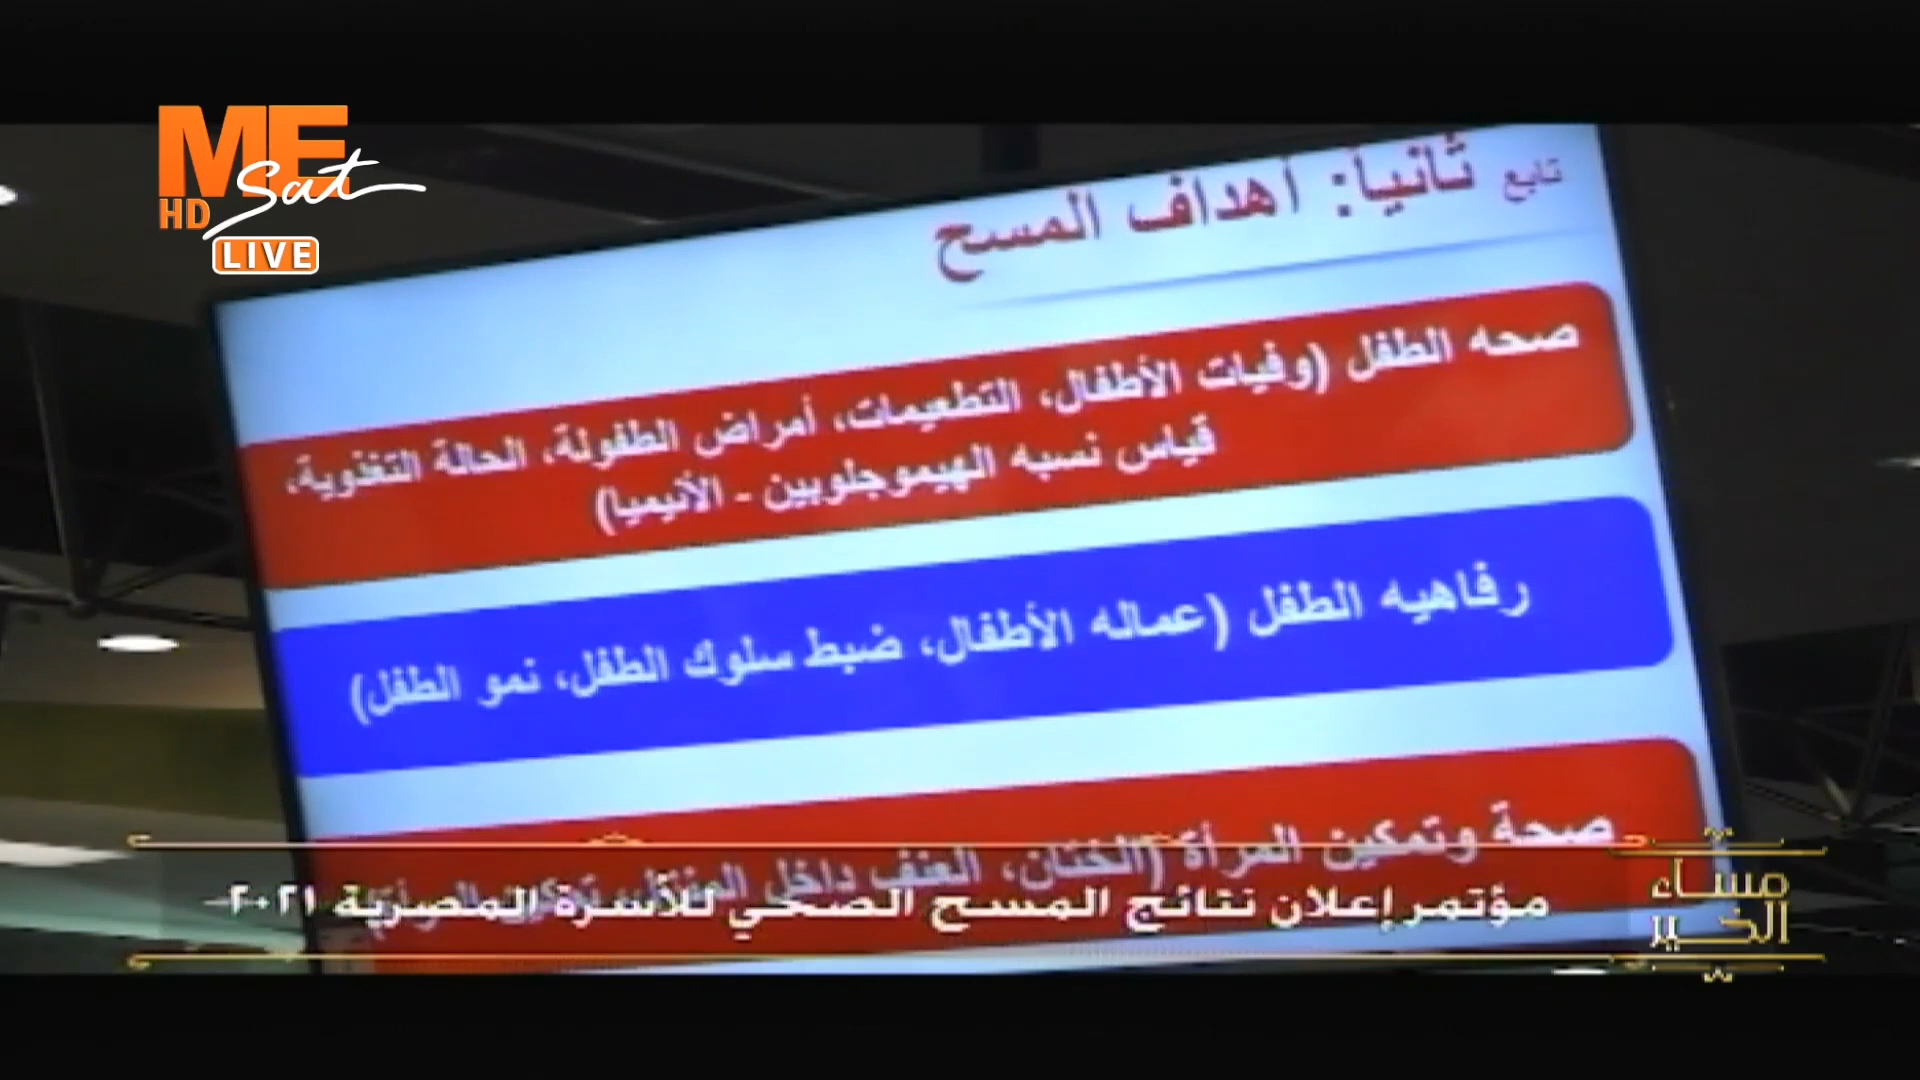 ME
Sat
HD
LIVE
تابع ثانياً: أهداف المسح
صحه الطفل (وفيات الأطفال، التطعيمات، أمراض الطفولة، الحالة التغذوية،
قياس نسبه الهيموجلوبين - الأنيميا)
رفاهيه الطفل (عماله الأطفال، ضبط سلوك الطفل، نمو الطفل)
صحة وتمكين المرأة (الختان، العنف داخل
مؤتمر إعلان نتائج المسح الصحي للأسرة المصرية ٢٠٢١-
مساء
الخير